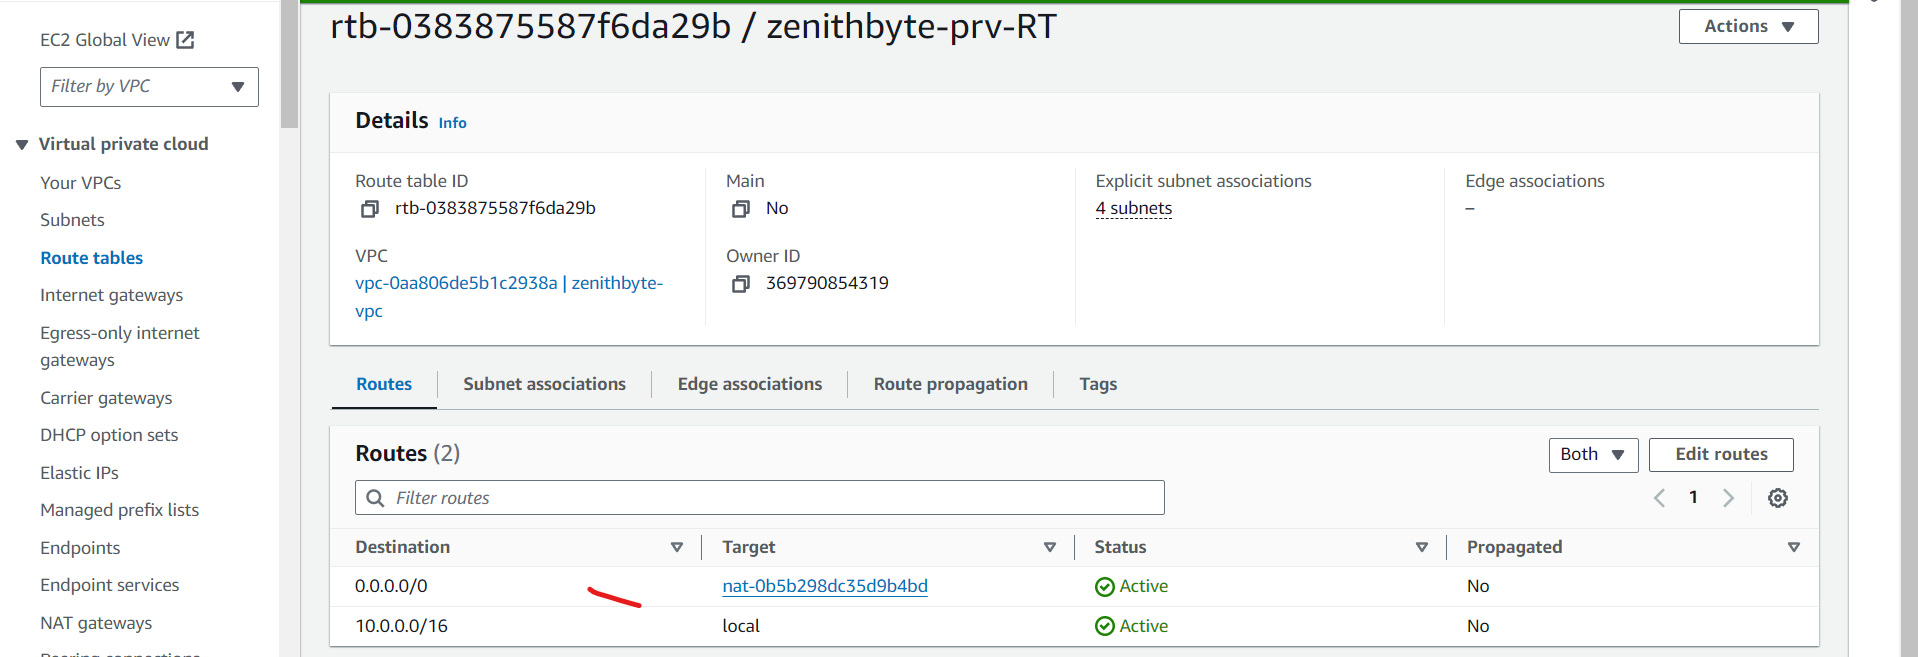 EC2 Global View
Filter by VPC
Virtual private cloud
Your VPCs
Subnets
Route tables
Internet gateways
Egress-only internet
gateways
Carrier gateways
DHCP option sets
Elastic IPs
Managed prefix lists
Endpoints
Endpoint services
NAT gateways
Peering connections
rtb-0383875587f6da29b / zenithbyte-prv-RT
Actions
Details Info
Route table ID
rtb-0383875587f6da29b
Main
No
Explicit subnet associations
4 subnets
Edge associations
–
VPC
vpc-0aa806de5b1c2938a | zenithbyte-
vpc
Owner ID
369790854319
Routes Subnet associations Edge associations Route propagation Tags
Routes (2)
Both Edit routes
Filter routes
1
Destination Target Status Propagated
0.0.0.0/0 nat-0b5b298dc35d9b4bd Active No
10.0.0.0/16 local Active No